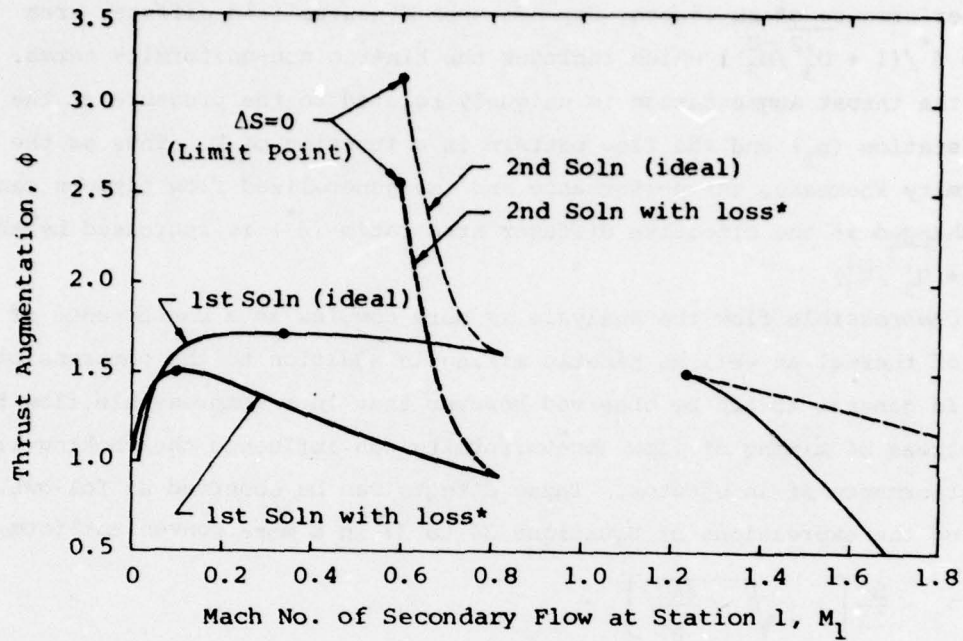 3.5
3.0
2.5
2.0
1.5
1.0
0.5
Thrust Augmentation, ϕ
ΔS=0
(Limit Point)
2nd Soln (ideal)
2nd Soln with loss*
1st Soln (ideal)
1st Soln with loss*
0 0.2 0.4 0.6 0.8 1.0 1.2 1.4 1.6 1.8
Mach No. of Secondary Flow at Station 1, M1